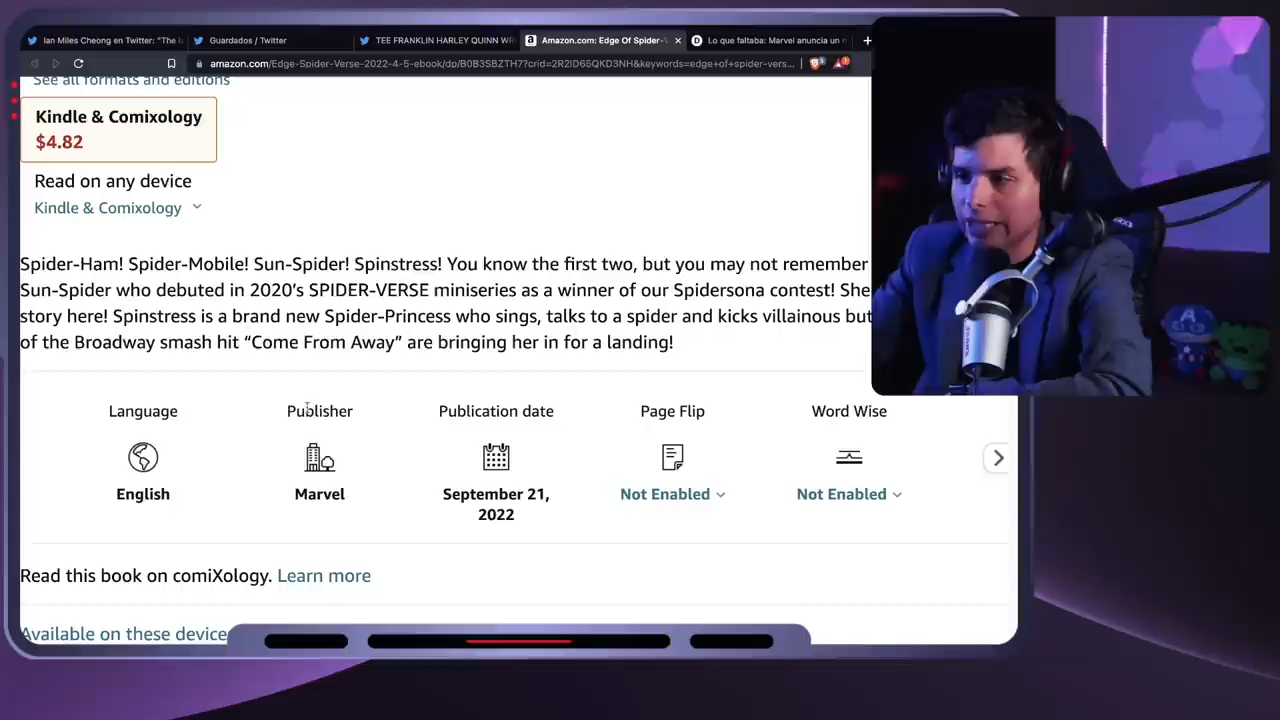 Ian Miles Cheong en Twitter: "The la
Guardados / Twitter
TEE FRANKLIN HARLEY QUINN WR
Amazon.com: Edge Of Spider-V
Lo que faltaba: Marvel anuncia un n
amazon.com/Edge-Spider-Verse-2022-4-5-ebook/dp/B0B3SBZTH7?crid=2R2ID65QKD3NH&keywords=edge+of+spider-vers...
See all formats and editions
Kindle & Comixology
$4.82
Read on any device
Kindle & Comixology
Spider-Ham! Spider-Mobile! Sun-Spider! Spinstress! You know the first two, but you may not remember
Sun-Spider who debuted in 2020's SPIDER-VERSE miniseries as a winner of our Spidersona contest! She
story here! Spinstress is a brand new Spider-Princess who sings, talks to a spider and kicks villainous but
of the Broadway smash hit "Come From Away" are bringing her in for a landing!
Language Publisher Publication date Page Flip Word Wise
English Marvel September 21, Not Enabled Not Enabled
2022
Read this book on comiXology. Learn more
Available on these device
SHURE